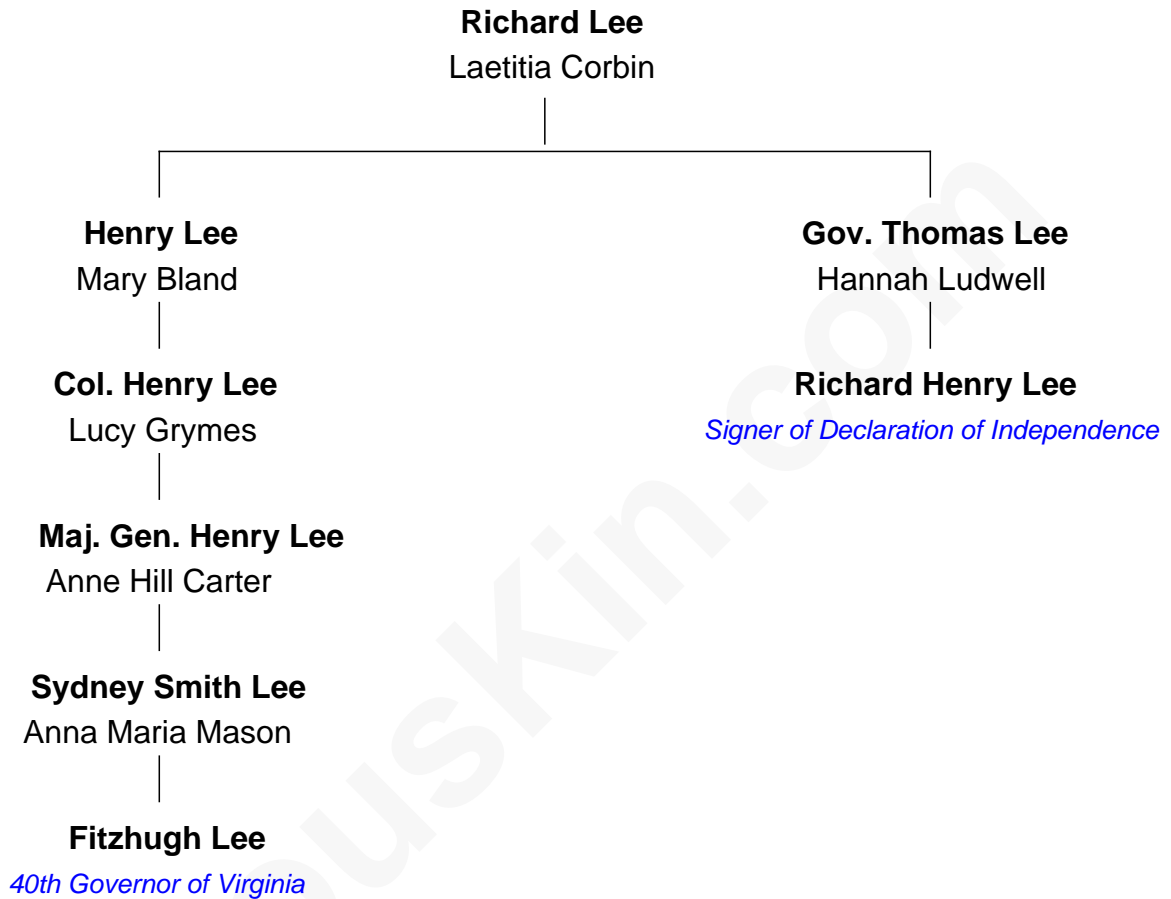 Richard Lee
Laetitia Corbin
Henry Lee
Mary Bland
Gov. Thomas Lee
Hannah Ludwell
Col. Henry Lee
Lucy Grymes
Richard Henry Lee
Signer of Declaration of Independence
Maj. Gen. Henry Lee
Anne Hill Carter
Sydney Smith Lee
Anna Maria Mason
Fitzhugh Lee
40th Governor of Virginia
ousKin.com